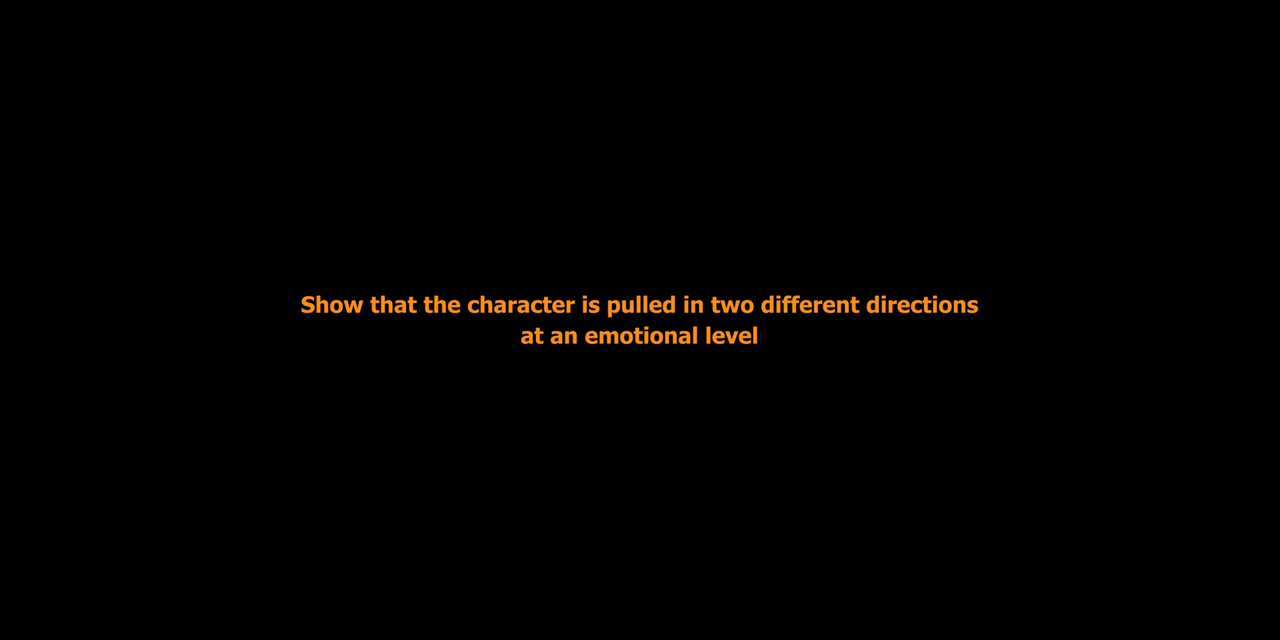 Show that the character is pulled in two different directions
at an emotional level